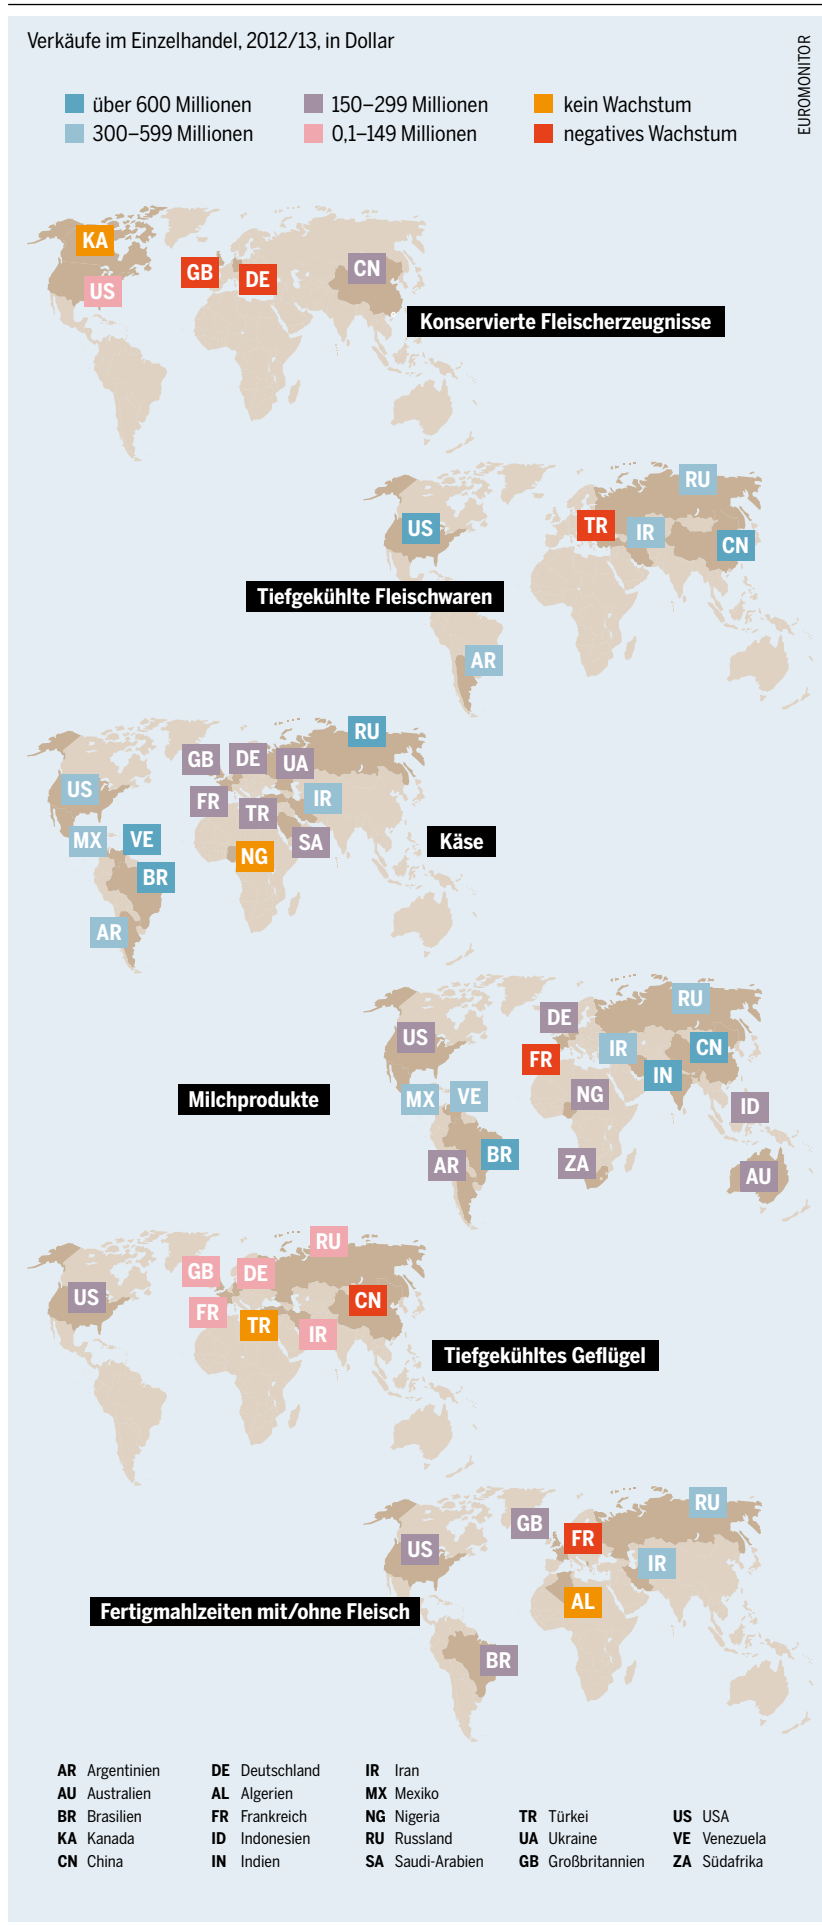 Verkäufe im Einzelhandel, 2012/13, in Dollar
EUROMONITOR
über 600 Millionen
300–599 Millionen
150–299 Millionen
0,1–149 Millionen
kein Wachstum
negatives Wachstum
KA
US
GB
DE
CN
Konservierte Fleischerzeugnisse
RU
US
TR
IR
CN
Tiefgekühlte Fleischwaren
AR
RU
GB
DE
UA
US
FR
TR
IR
MX
VE
NG
SA
Käse
BR
AR
RU
DE
US
FR
IR
CN
IN
MX
VE
NG
ID
Milchprodukte
AR
BR
ZA
AU
RU
GB
DE
US
FR
TR
IR
CN
Tiefgekühltes Geflügel
RU
GB
US
FR
IR
AL
Fertigmahlzeiten mit/ohne Fleisch
BR
AR Argentinien
AU Australien
BR Brasilien
KA Kanada
CN China
DE Deutschland
AL Algerien
FR Frankreich
ID Indonesien
IN Indien
IR Iran
MX Mexiko
NG Nigeria
RU Russland
SA Saudi-Arabien
TR Türkei
UA Ukraine
GB Großbritannien
US USA
VE Venezuela
ZA Südafrika